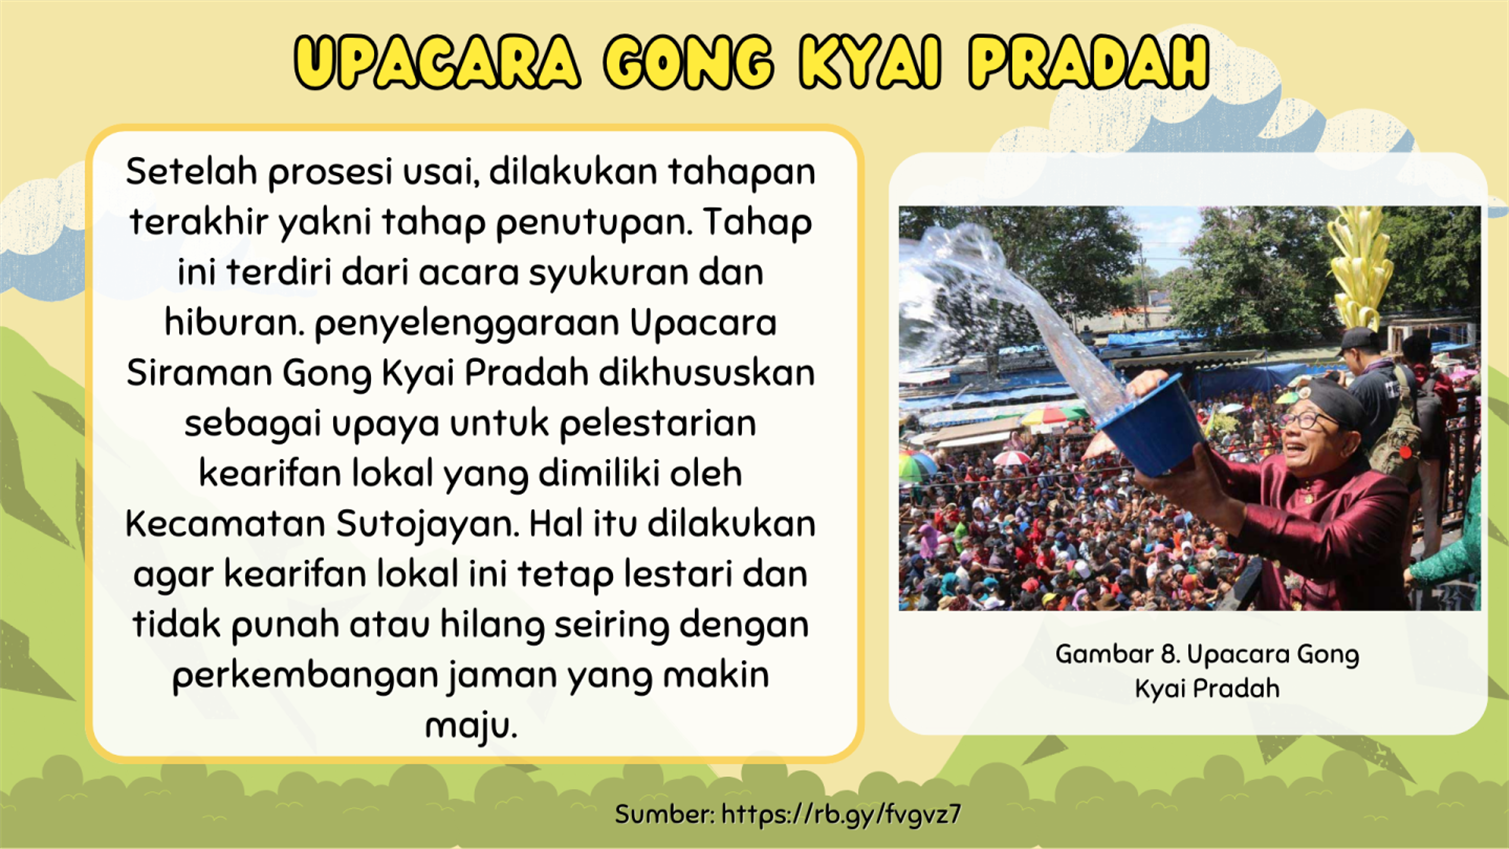 UPACARA GONG KYAI PRADAH
Setelah prosesi usai, dilakukan tahapan
terakhir yakni tahap penutupan. Tahap
ini terdiri dari acara syukuran dan
hiburan. penyelenggaraan Upacara
Siraman Gong Kyai Pradah dikhususkan
sebagai upaya untuk pelestarian
kearifan lokal yang dimiliki oleh
Kecamatan Sutojayan. Hal itu dilakukan
agar kearifan lokal ini tetap lestari dan
tidak punah atau hilang seiring dengan
perkembangan jaman yang makin
maju.
Gambar 8. Upacara Gong
Kyai Pradah
Sumber: https://rb.gy/fvgvz7